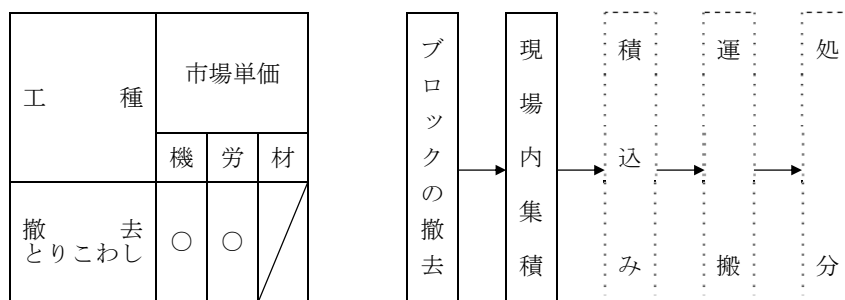 工種
市場単価
機 労 材
撤去
とりこわし
○ ○
ブロックの撤去
現場内集積
積込み
運搬
処分